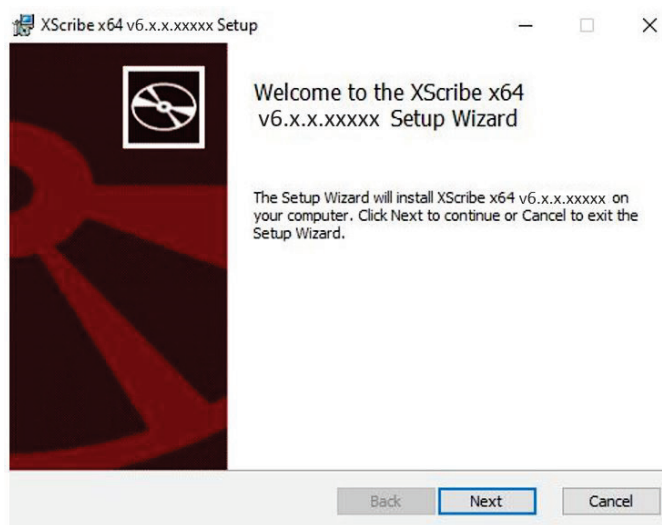 XScribe x64 v6.x.x.xxxxx Setup
Welcome to the XScribe x64
v6.x.x.xxxxx Setup Wizard
The Setup Wizard will install XScribe x64 v6.x.x.xxxxx on
your computer. Click Next to continue or Cancel to exit the
Setup Wizard.
Back Next Cancel